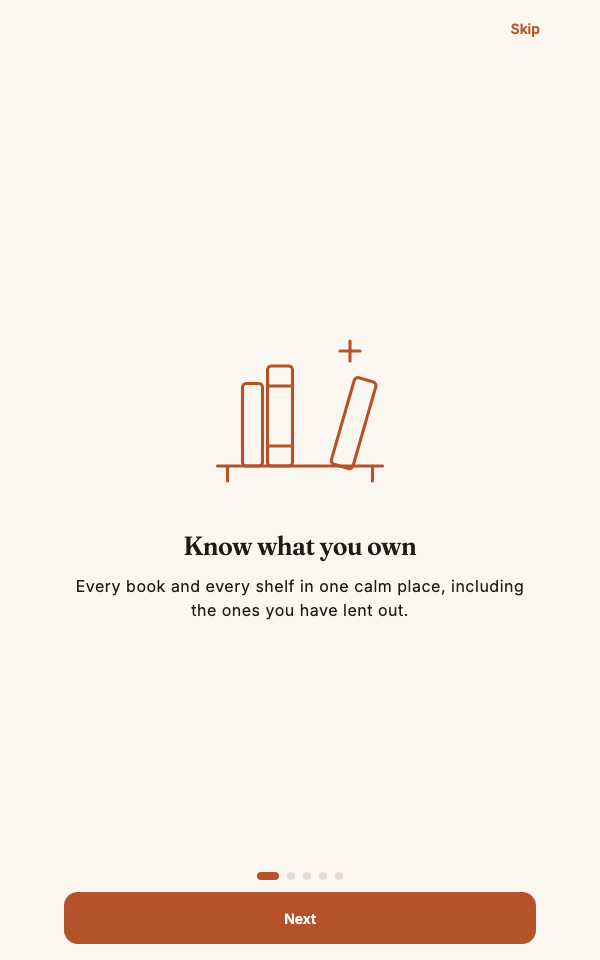 Skip
Know what you own
Every book and every shelf in one calm place, including
the ones you have lent out.
Next